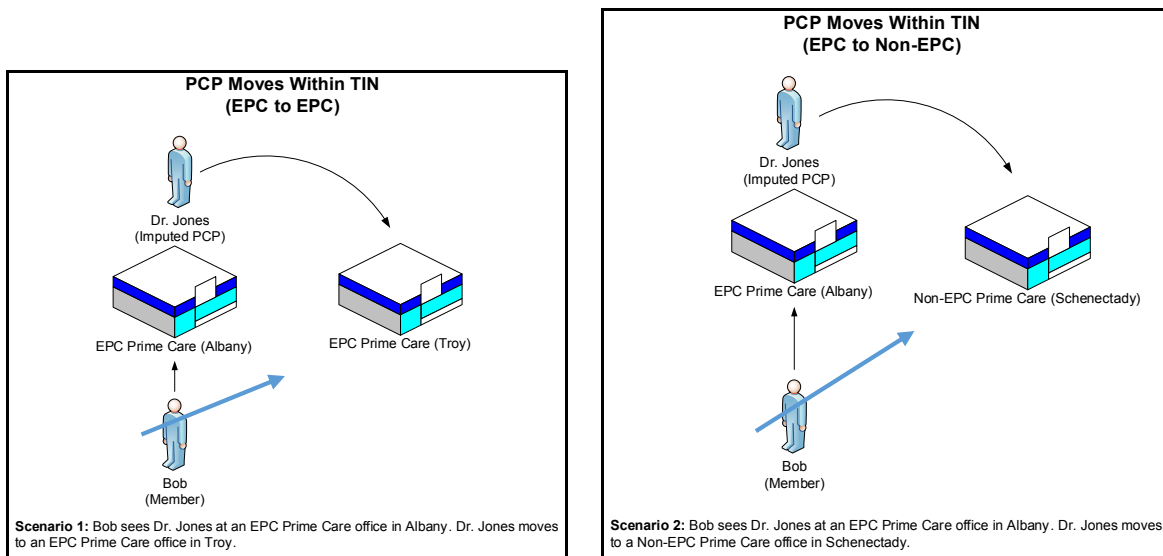 PCP Moves Within TIN
(EPC to EPC)
Dr. Jones
(Imputed PCP)
EPC Prime Care (Albany)
EPC Prime Care (Troy)
Bob
(Member)
Scenario 1: Bob sees Dr. Jones at an EPC Prime Care office in Albany. Dr. Jones moves
to an EPC Prime Care office in Troy.
PCP Moves Within TIN
(EPC to Non-EPC)
Dr. Jones
(Imputed PCP)
EPC Prime Care (Albany)
Non-EPC Prime Care (Schenectady)
Bob
(Member)
Scenario 2: Bob sees Dr. Jones at an EPC Prime Care office in Albany. Dr. Jones moves
to a Non-EPC Prime Care office in Schenectady.